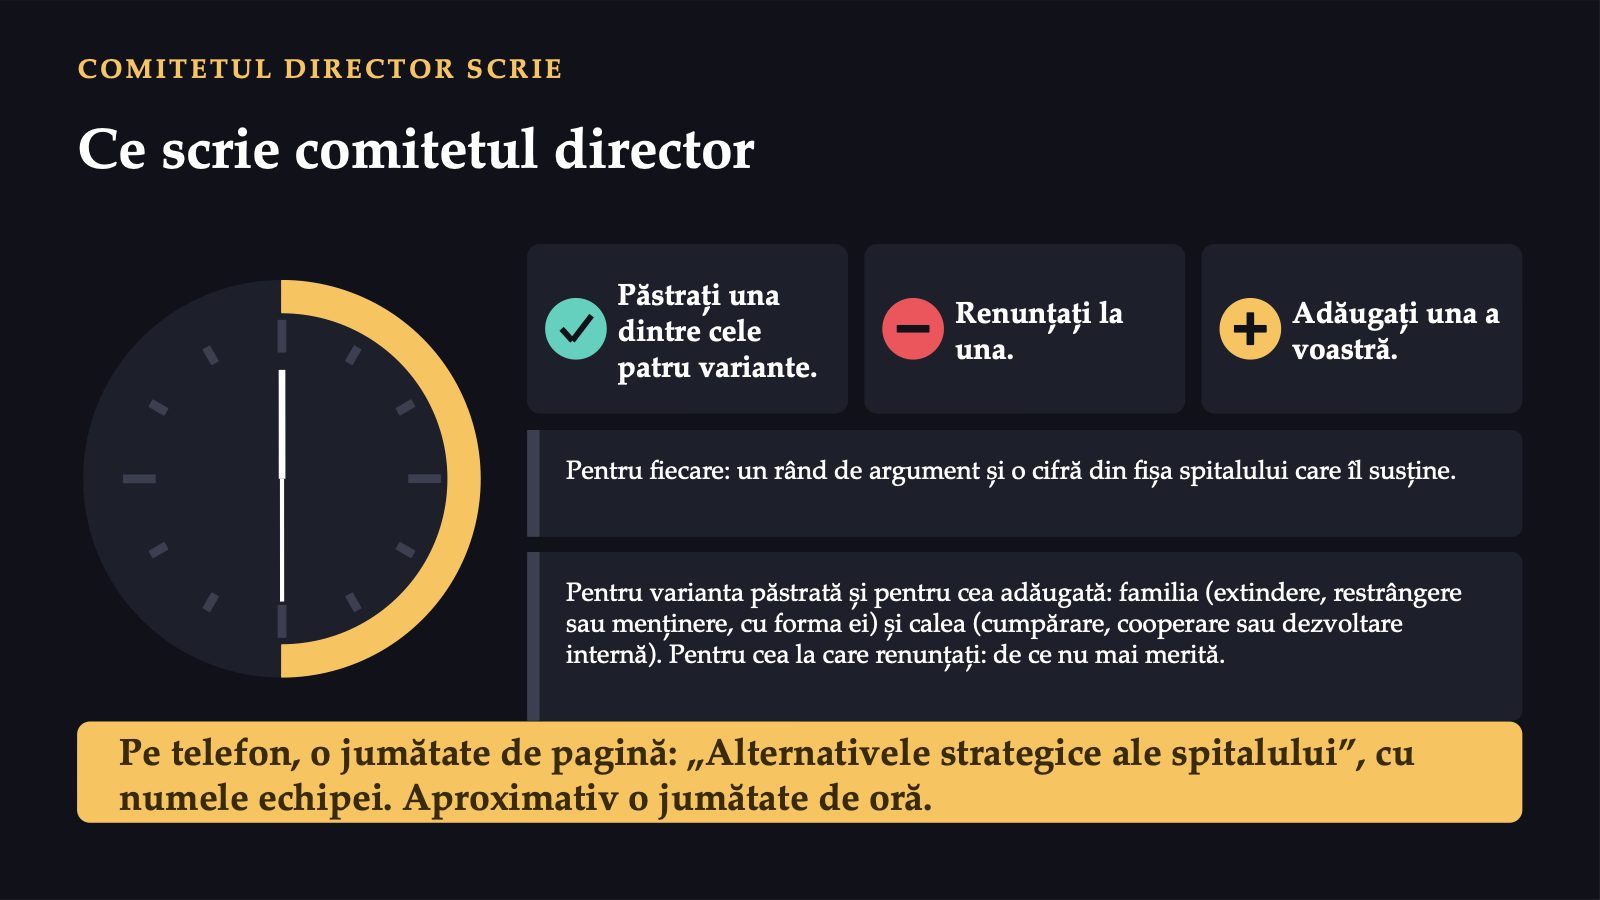 COMITETUL DIRECTOR SCRIE
Ce scrie comitetul director
Păstrați una
dintre cele
patru variante.
Renunțați la
una.
Adăugați una a
voastră.
Pentru fiecare: un rând de argument și o cifră din fișa spitalului care îl susține.
Pentru varianta păstrată și pentru cea adăugată: familia (extindere, restrângere
sau menținere, cu forma ei) și calea (cumpărare, cooperare sau dezvoltare
internă). Pentru cea la care renunțați: de ce nu mai merită.
Pe telefon, o jumătate de pagină: „Alternativele strategice ale spitalului”, cu
numele echipei. Aproximativ o jumătate de oră.